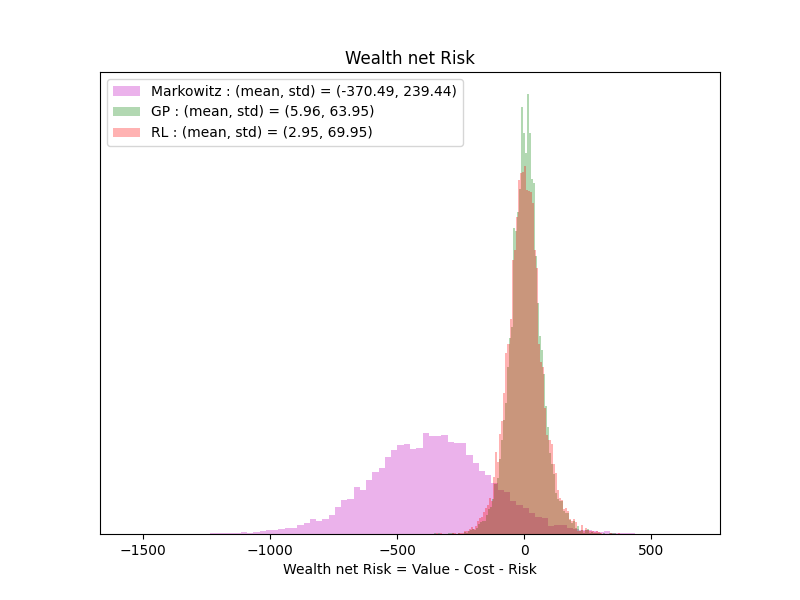 Wealth net Risk
Markowitz : (mean, std) = (-370.49, 239.44)
GP : (mean, std) = (5.96, 63.95)
RL : (mean, std) = (2.95, 69.95)
−1500 −1000 −500 0 500
Wealth net Risk = Value - Cost - Risk